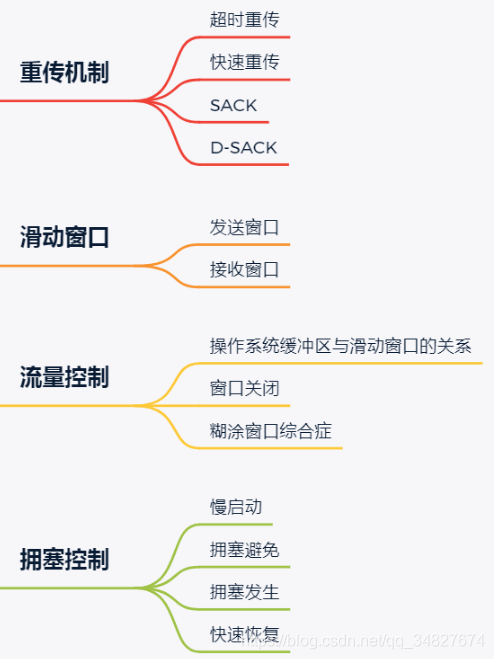 超时重传
重传机制
快速重传
SACK
D-SACK
滑动窗口
发送窗口
接收窗口
操作系统缓冲区与滑动窗口的关系
流量控制
窗口关闭
糊涂窗口综合症
慢启动
拥塞控制
拥塞避免
拥塞发生
快速恢复
https://blog.csdn.net/qq_34827674